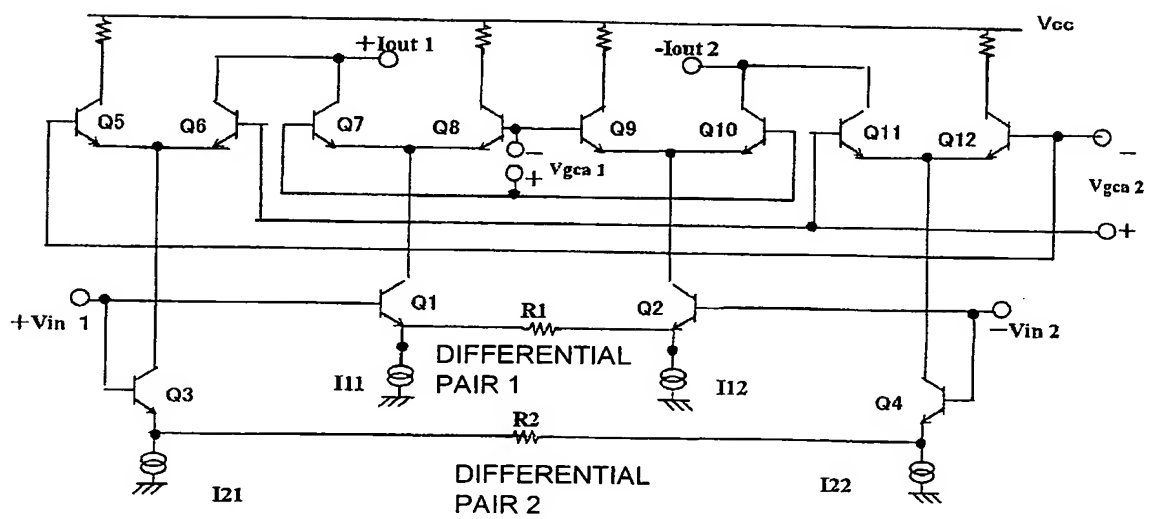 Vcc
+Iout 1
-Iout 2
Q5
Q6
Q7
Q8
Q9
Q10
Q11
Q12
−
Vgca 1
+
−
Vgca 2
+
+Vin 1
Q1
R1
Q2
−Vin 2
DIFFERENTIAL
PAIR 1
I11
I12
Q3
Q4
R2
I21
DIFFERENTIAL
PAIR 2
I22